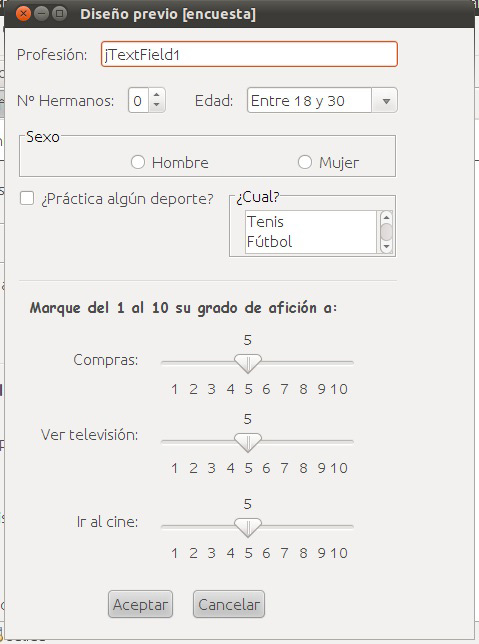 Diseño previo [encuesta]
Profesión: jTextField1
Nº Hermanos: 0 Edad: Entre 18 y 30
Sexo
Hombre Mujer
¿Práctica algún deporte? ¿Cual?
Tenis
Fútbol
Marque del 1 al 10 su grado de afición a:
5
Compras:
1 2 3 4 5 6 7 8 9 10
5
Ver televisión:
1 2 3 4 5 6 7 8 9 10
5
Ir al cine:
1 2 3 4 5 6 7 8 9 10
Aceptar Cancelar